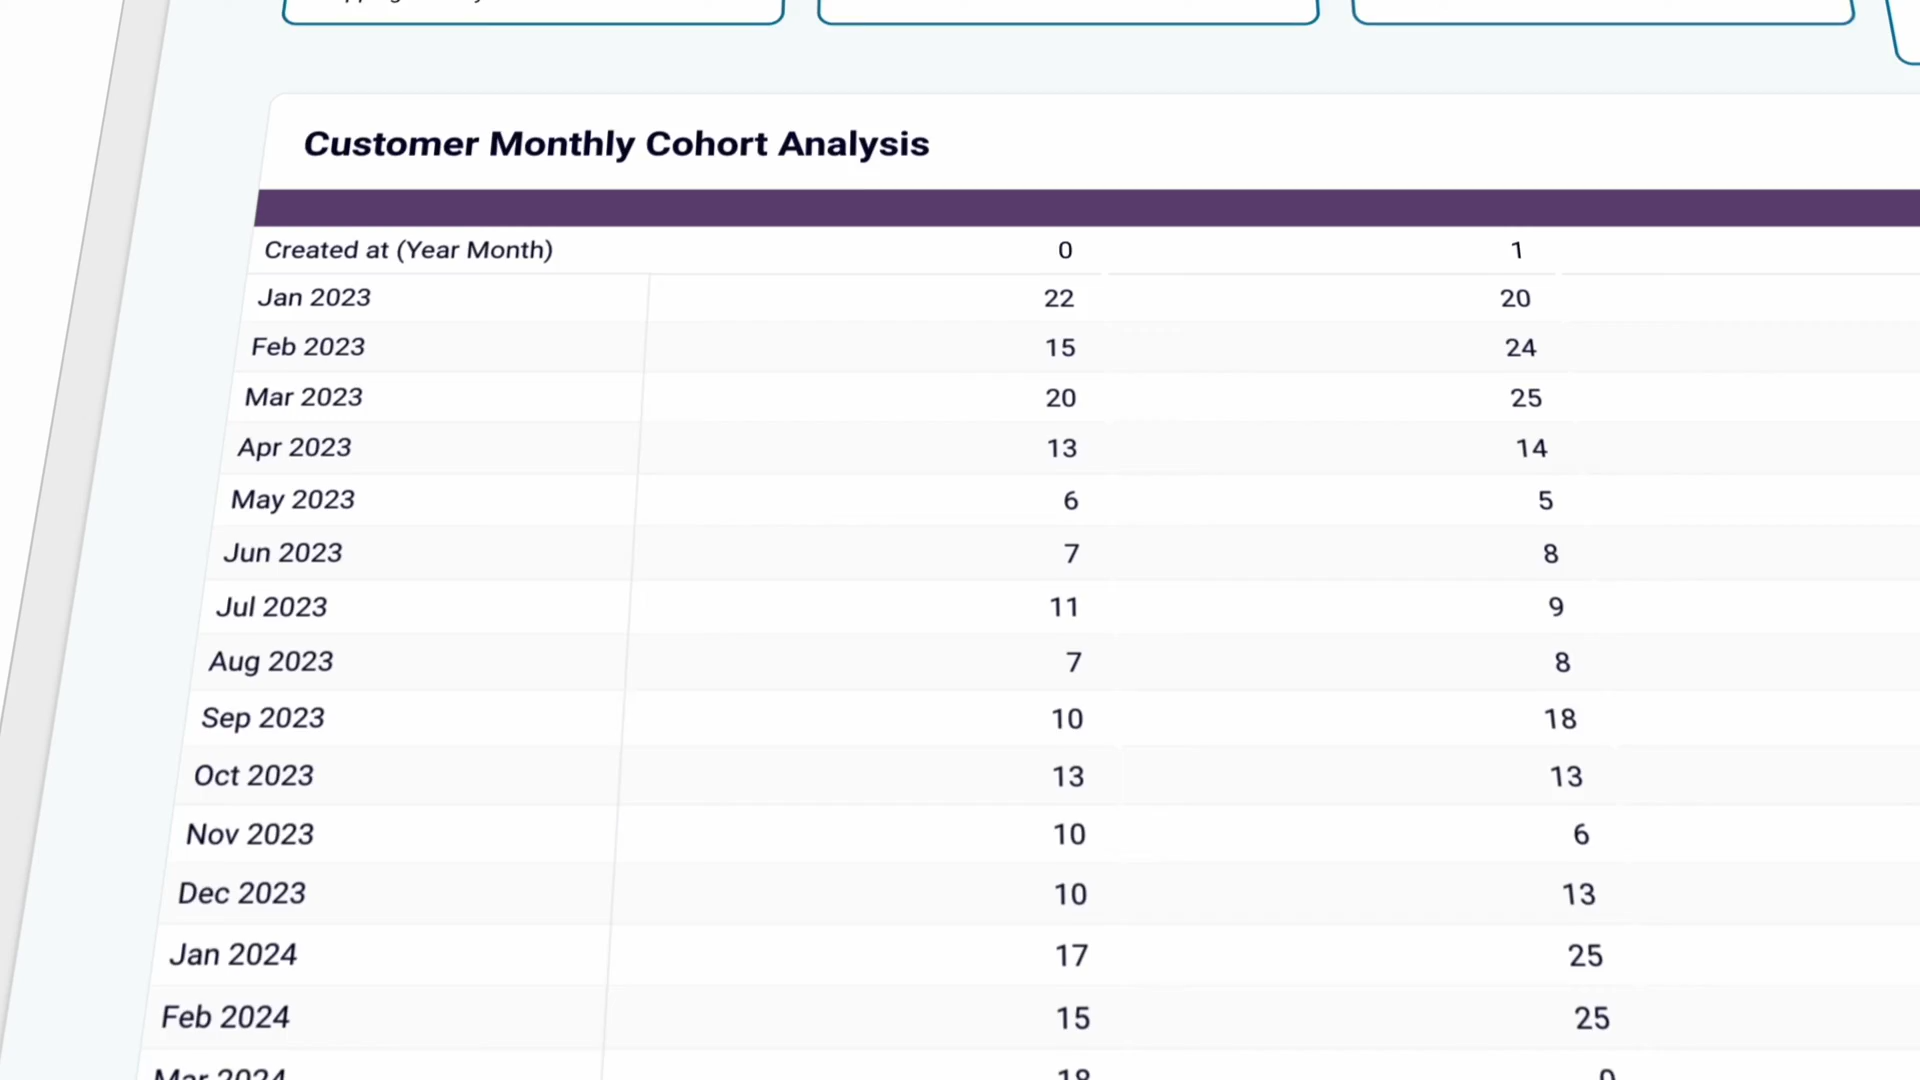 Customer Monthly Cohort Analysis
Created at (Year Month) 0 1
Jan 2023 22 20
Feb 2023 15 24
Mar 2023 20 25
Apr 2023 13 14
May 2023 6 5
Jun 2023 7 8
Jul 2023 11 9
Aug 2023 7 8
Sep 2023 10 18
Oct 2023 13 13
Nov 2023 10 6
Dec 2023 10 13
Jan 2024 17 25
Feb 2024 15 25
Mar 2024 18